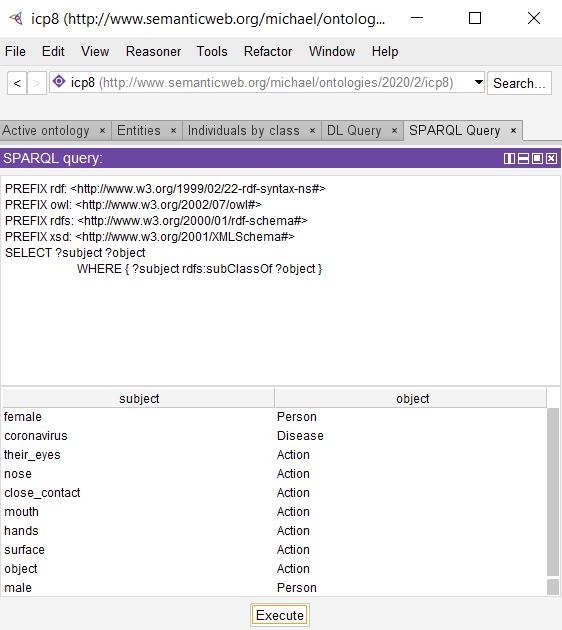 icp8 (http://www.semanticweb.org/michael/ontolog...
File Edit View Reasoner Tools Refactor Window Help
< > icp8 (http://www.semanticweb.org/michael/ontologies/2020/2/icp8) Search...
Active ontology × Entities × Individuals by class × DL Query × SPARQL Query ×
SPARQL query:
PREFIX rdf: <http://www.w3.org/1999/02/22-rdf-syntax-ns#>
PREFIX owl: <http://www.w3.org/2002/07/owl#>
PREFIX rdfs: <http://www.w3.org/2000/01/rdf-schema#>
PREFIX xsd: <http://www.w3.org/2001/XMLSchema#>
SELECT ?subject ?object
WHERE { ?subject rdfs:subClassOf ?object }
subject object
female Person
coronavirus Disease
their_eyes Action
nose Action
close_contact Action
mouth Action
hands Action
surface Action
object Action
male Person
Execute